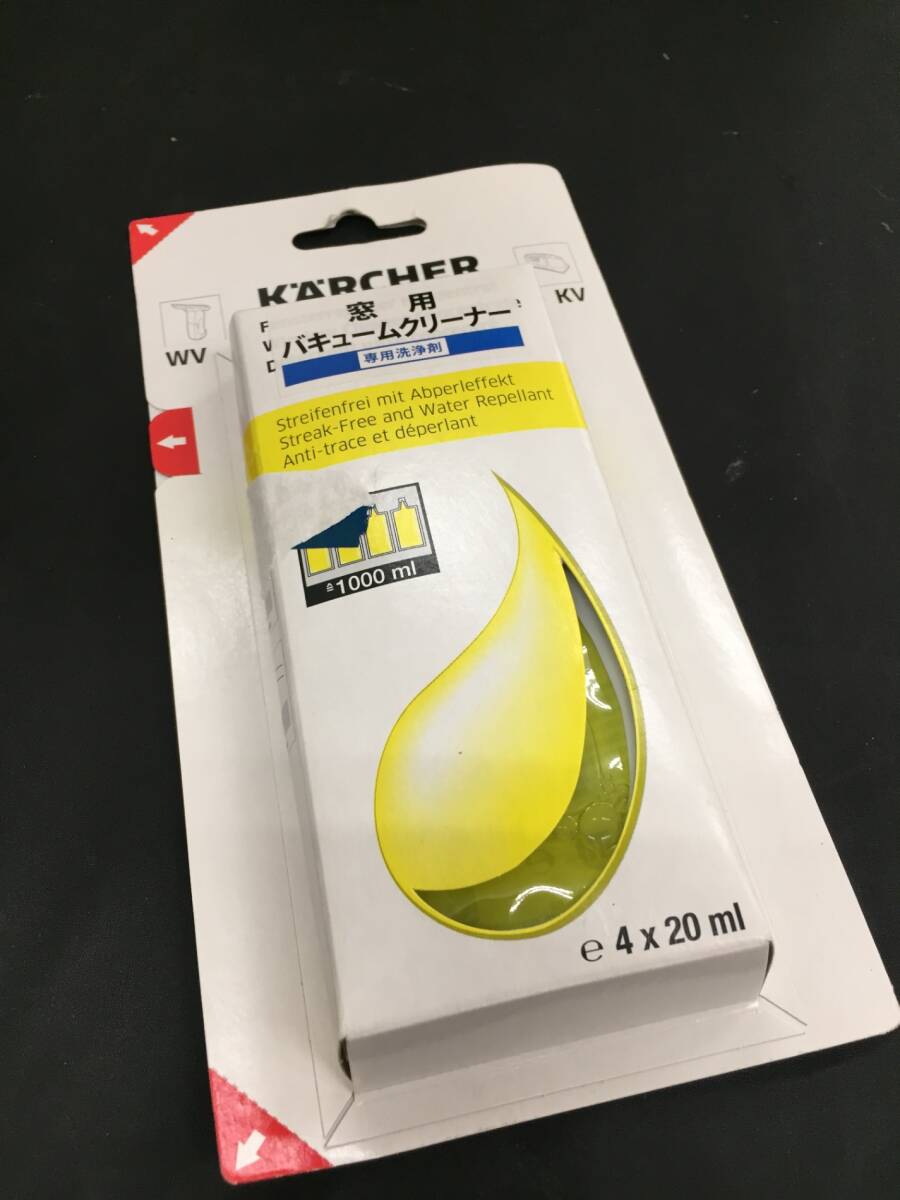 KÄRCHER
WV
KV
窓 用
バキュームクリーナー
専用洗浄剤
Streifenfrei mit Abperleffekt
Streak-Free and Water Repellant
Anti-trace et déperlant
≙1000 ml
℮ 4 x 20 ml